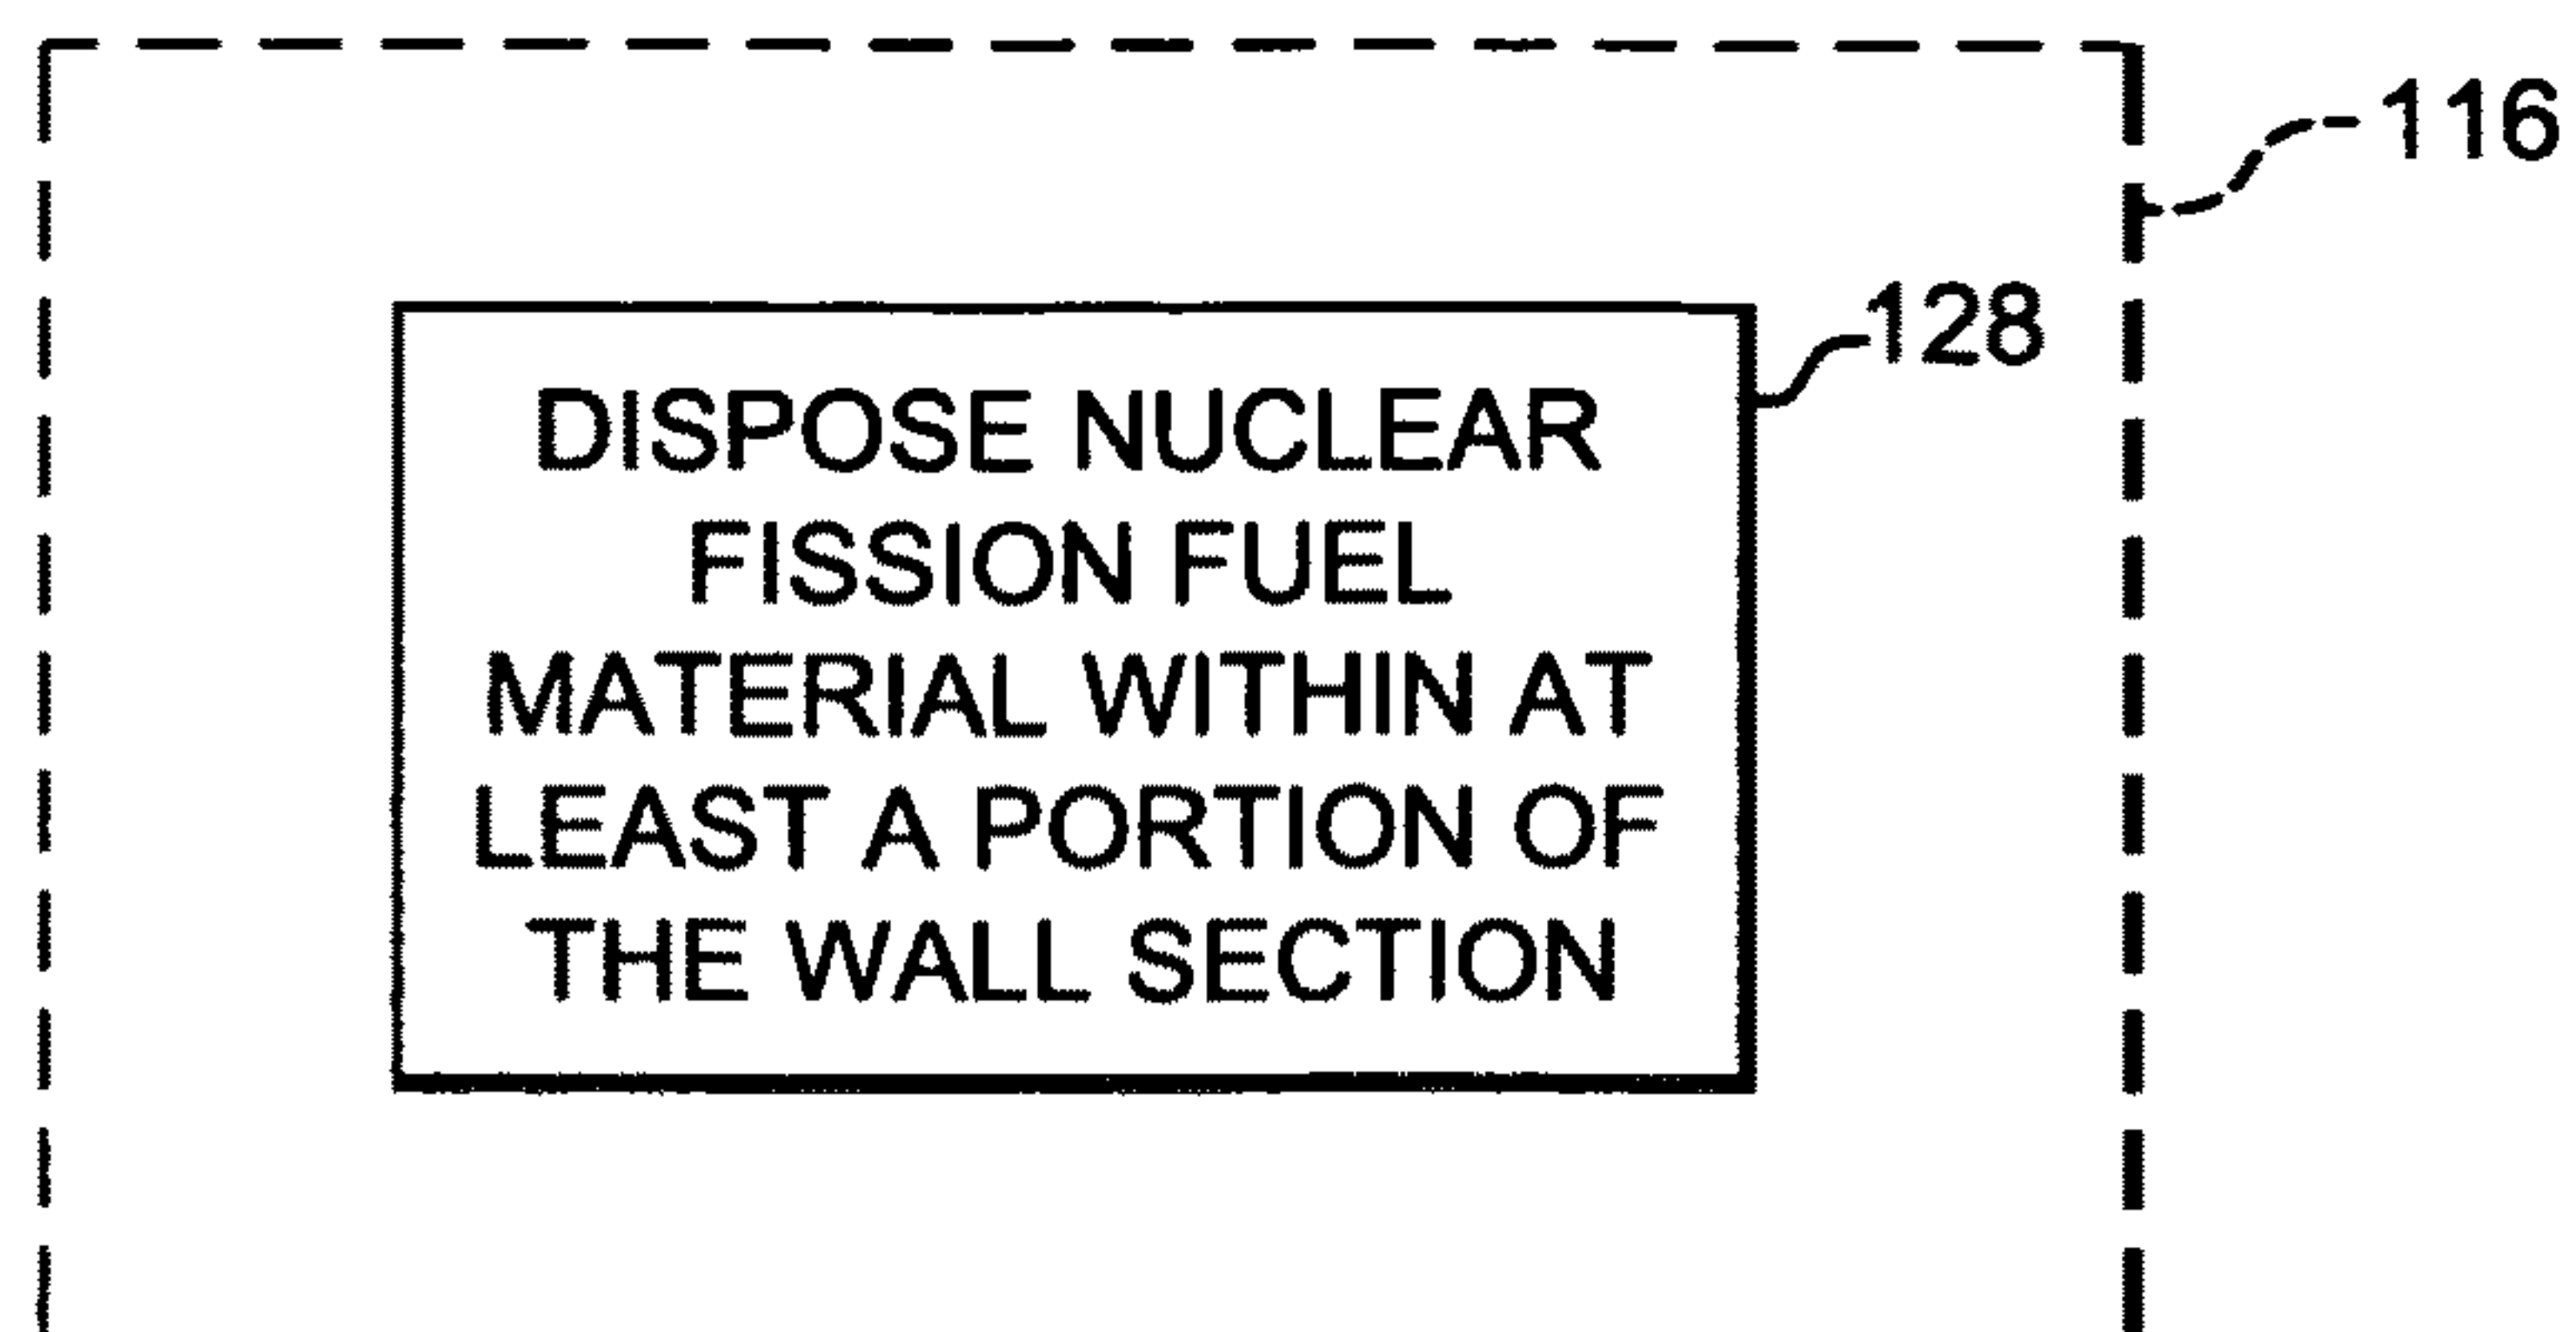 116
128
DISPOSE NUCLEAR
FISSION FUEL
MATERIAL WITHIN AT
LEAST A PORTION OF
THE WALL SECTION